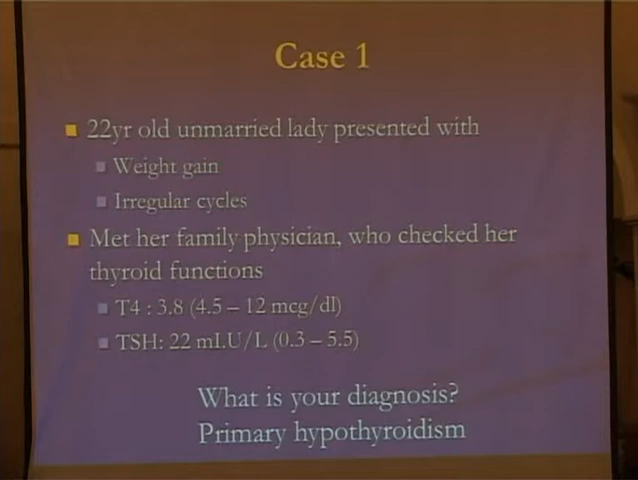 Case 1
22yr old unmarried lady presented with
Weight gain
Irregular cycles
Met her family physician, who checked her
thyroid functions
T4 : 3.8 (4.5 – 12 mcg/dl)
TSH: 22 mI.U/L (0.3 – 5.5)
What is your diagnosis?
Primary hypothyroidism